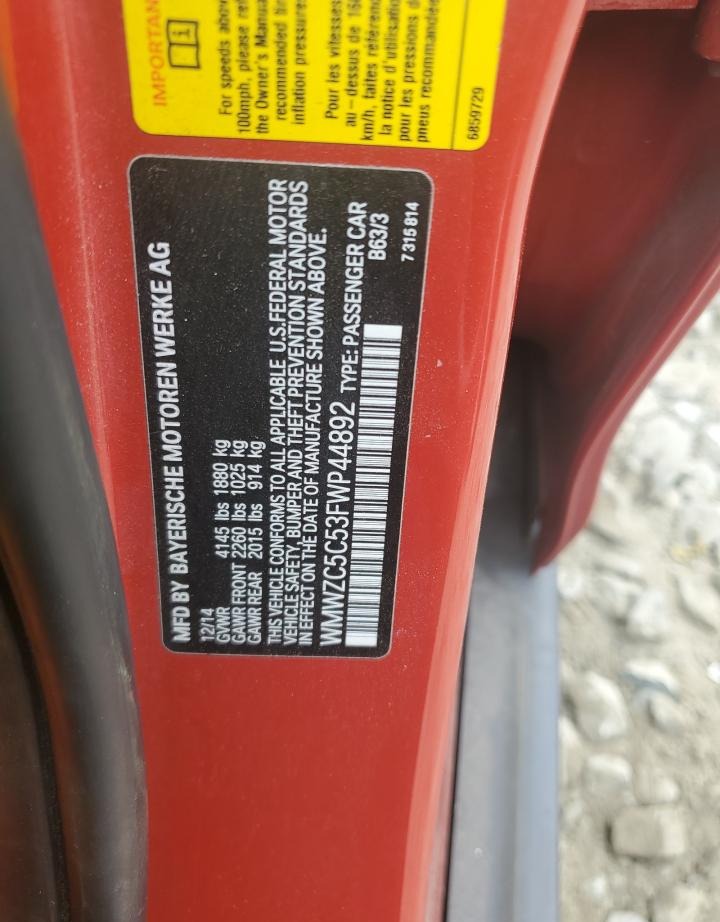 IMPORTAN
For speeds abov
100mph, please ref
the Owner's Manua
recommended tir
inflation pressures
Pour les vitesses
au-dessus de 16
km/h, faites référenc
la notice d'utilisation
pour les pressions d
pneus recommandée
6859729
MFD BY BAYERISCHE MOTOREN WERKE AG
12/14
GVWR 4145 lbs 1880 kg
GAWR FRONT 2260 lbs 1025 kg
GAWR REAR 2015 lbs 914 kg
THIS VEHICLE CONFORMS TO ALL APPLICABLE U.S.FEDERAL MOTOR
VEHICLE SAFETY, BUMPER AND THEFT PREVENTION STANDARDS
IN EFFECT ON THE DATE OF MANUFACTURE SHOWN ABOVE.
WMWZC5C53FWP44892 TYPE: PASSENGER CAR
B63/3
7 315 814